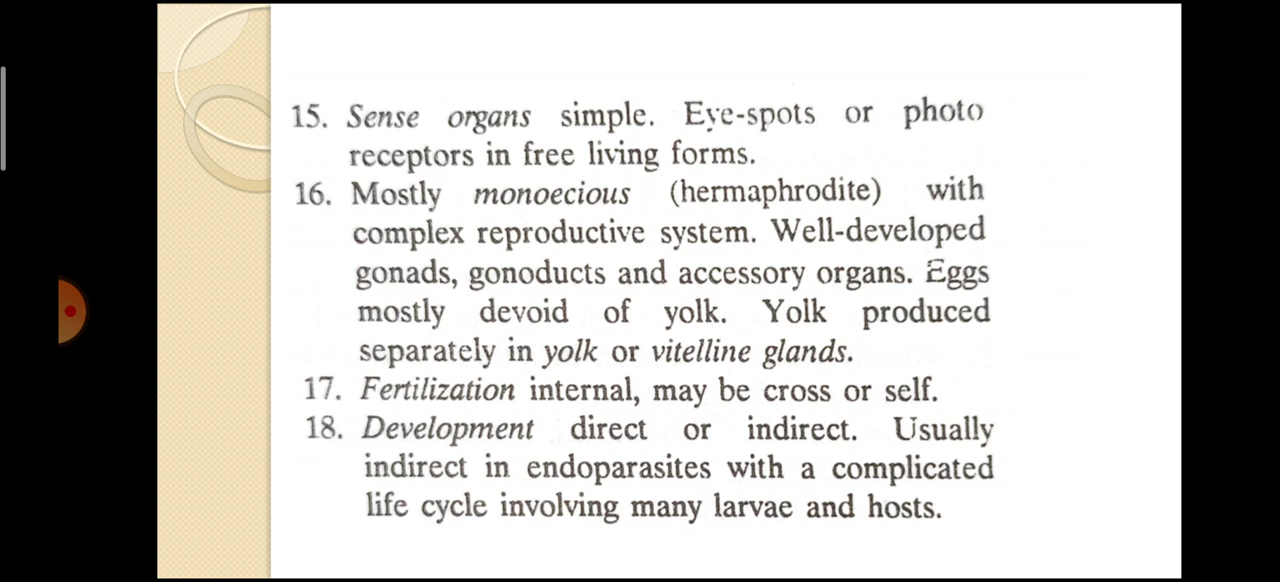 15. Sense organs simple. Eye-spots or photo
receptors in free living forms.
16. Mostly monoecious (hermaphrodite) with
complex reproductive system. Well-developed
gonads, gonoducts and accessory organs. Eggs
mostly devoid of yolk. Yolk produced
separately in yolk or vitelline glands.
17. Fertilization internal, may be cross or self.
18. Development direct or indirect. Usually
indirect in endoparasites with a complicated
life cycle involving many larvae and hosts.